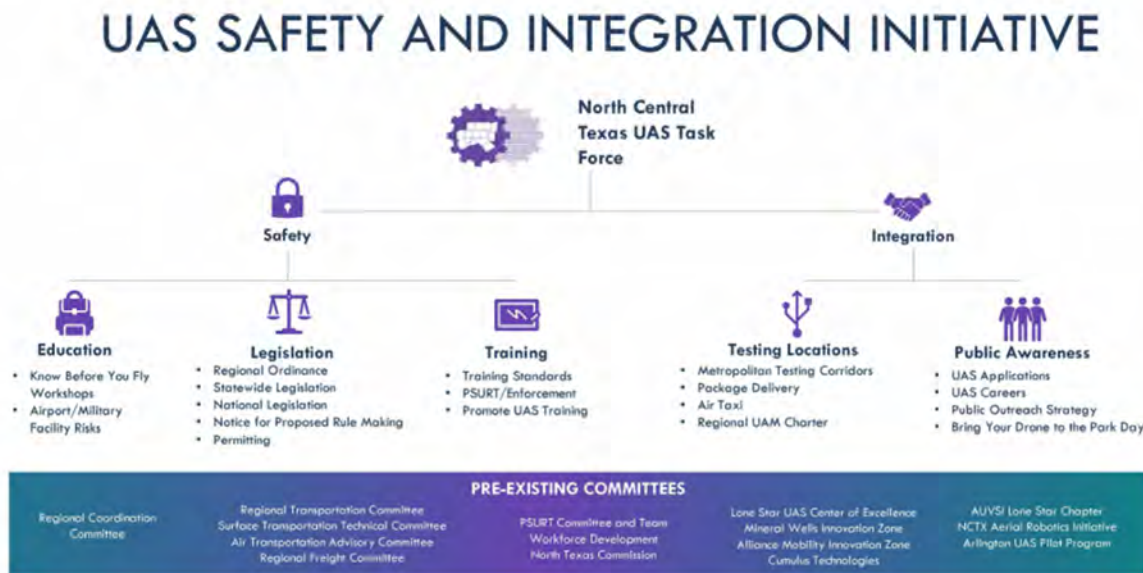 UAS SAFETY AND INTEGRATION INITIATIVE
North Central
Texas UAS Task
Force
Safety
Integration
Education
• Know Before You Fly
Workshops
• Airport/Military
Facility Risks
Legislation
• Regional Ordinance
• Statewide Legislation
• National Legislation
• Notice for Proposed Rule Making
• Permitting
Training
• Training Standards
• PSURT/Enforcement
• Promote UAS Training
Testing Locations
• Metropolitan Testing Corridors
• Package Delivery
• Air Taxi
• Regional UAM Charter
Public Awareness
• UAS Applications
• UAS Careers
• Public Outreach Strategy
• Bring Your Drone to the Park Day
PRE-EXISTING COMMITTEES
Regional Coordination
Committee
Regional Transportation Committee
Surface Transportation Technical Committee
Air Transportation Advisory Committee
Regional Freight Committee
PSURT Committee and Team
Workforce Development
North Texas Commission
Lone Star UAS Center of Excellence
Mineral Wells Innovation Zone
Alliance Mobility Innovation Zone
Cumulus Technologies
AUVSI Lone Star Chapter
NCTX Aerial Robotics Initiative
Arlington UAS Pilot Program